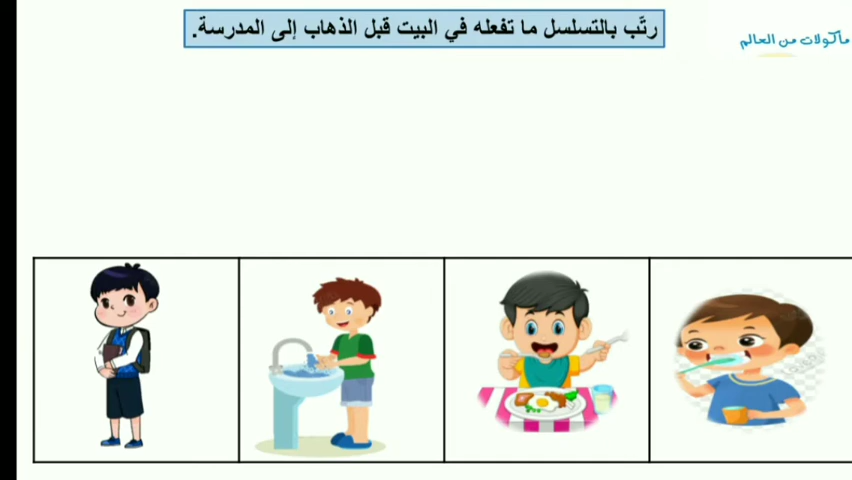 رتَّب بالتسلسل ما تفعله في البيت قبل الذهاب إلى المدرسة.
مأكولات من العالم